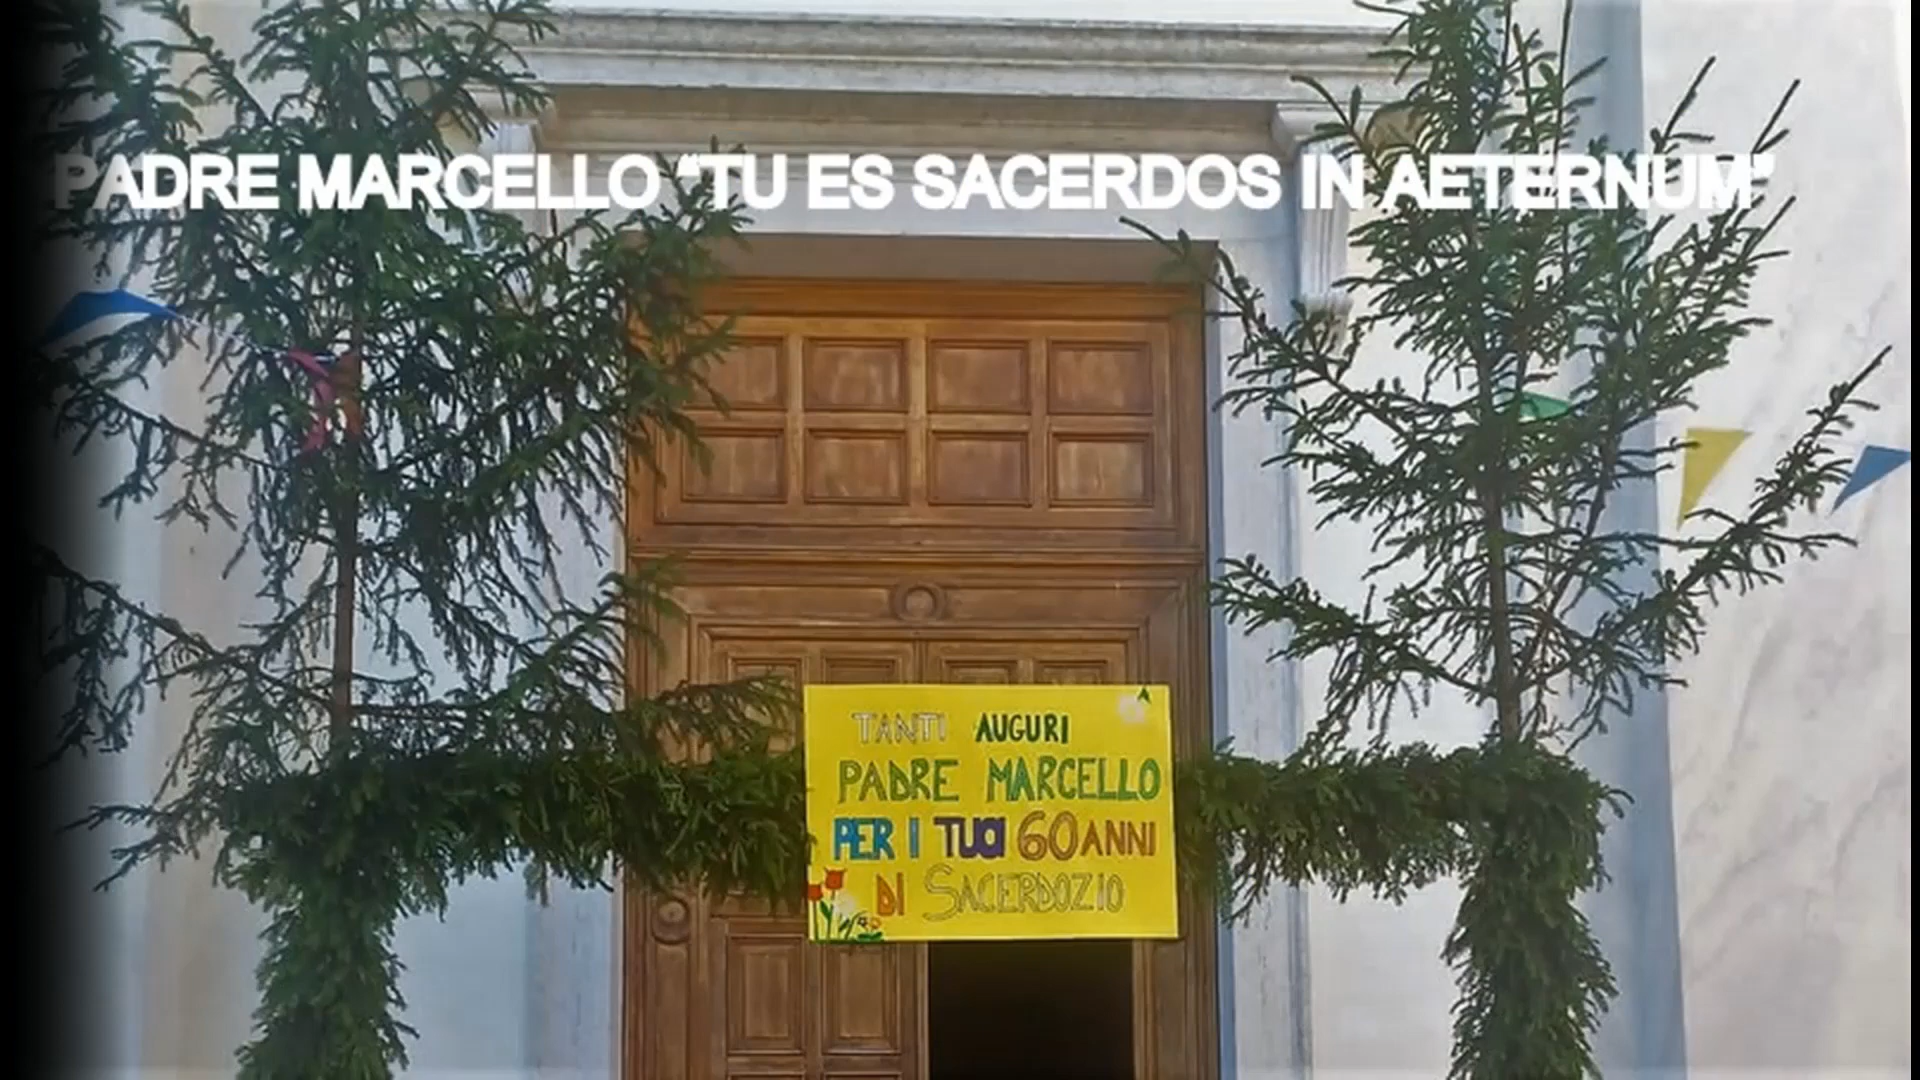 PADRE MARCELLO “TU ES SACERDOS IN AETERNUM”
TANTI AUGURI
PADRE MARCELLO
PER I TUOI 60 ANNI
DI SACERDOZIO